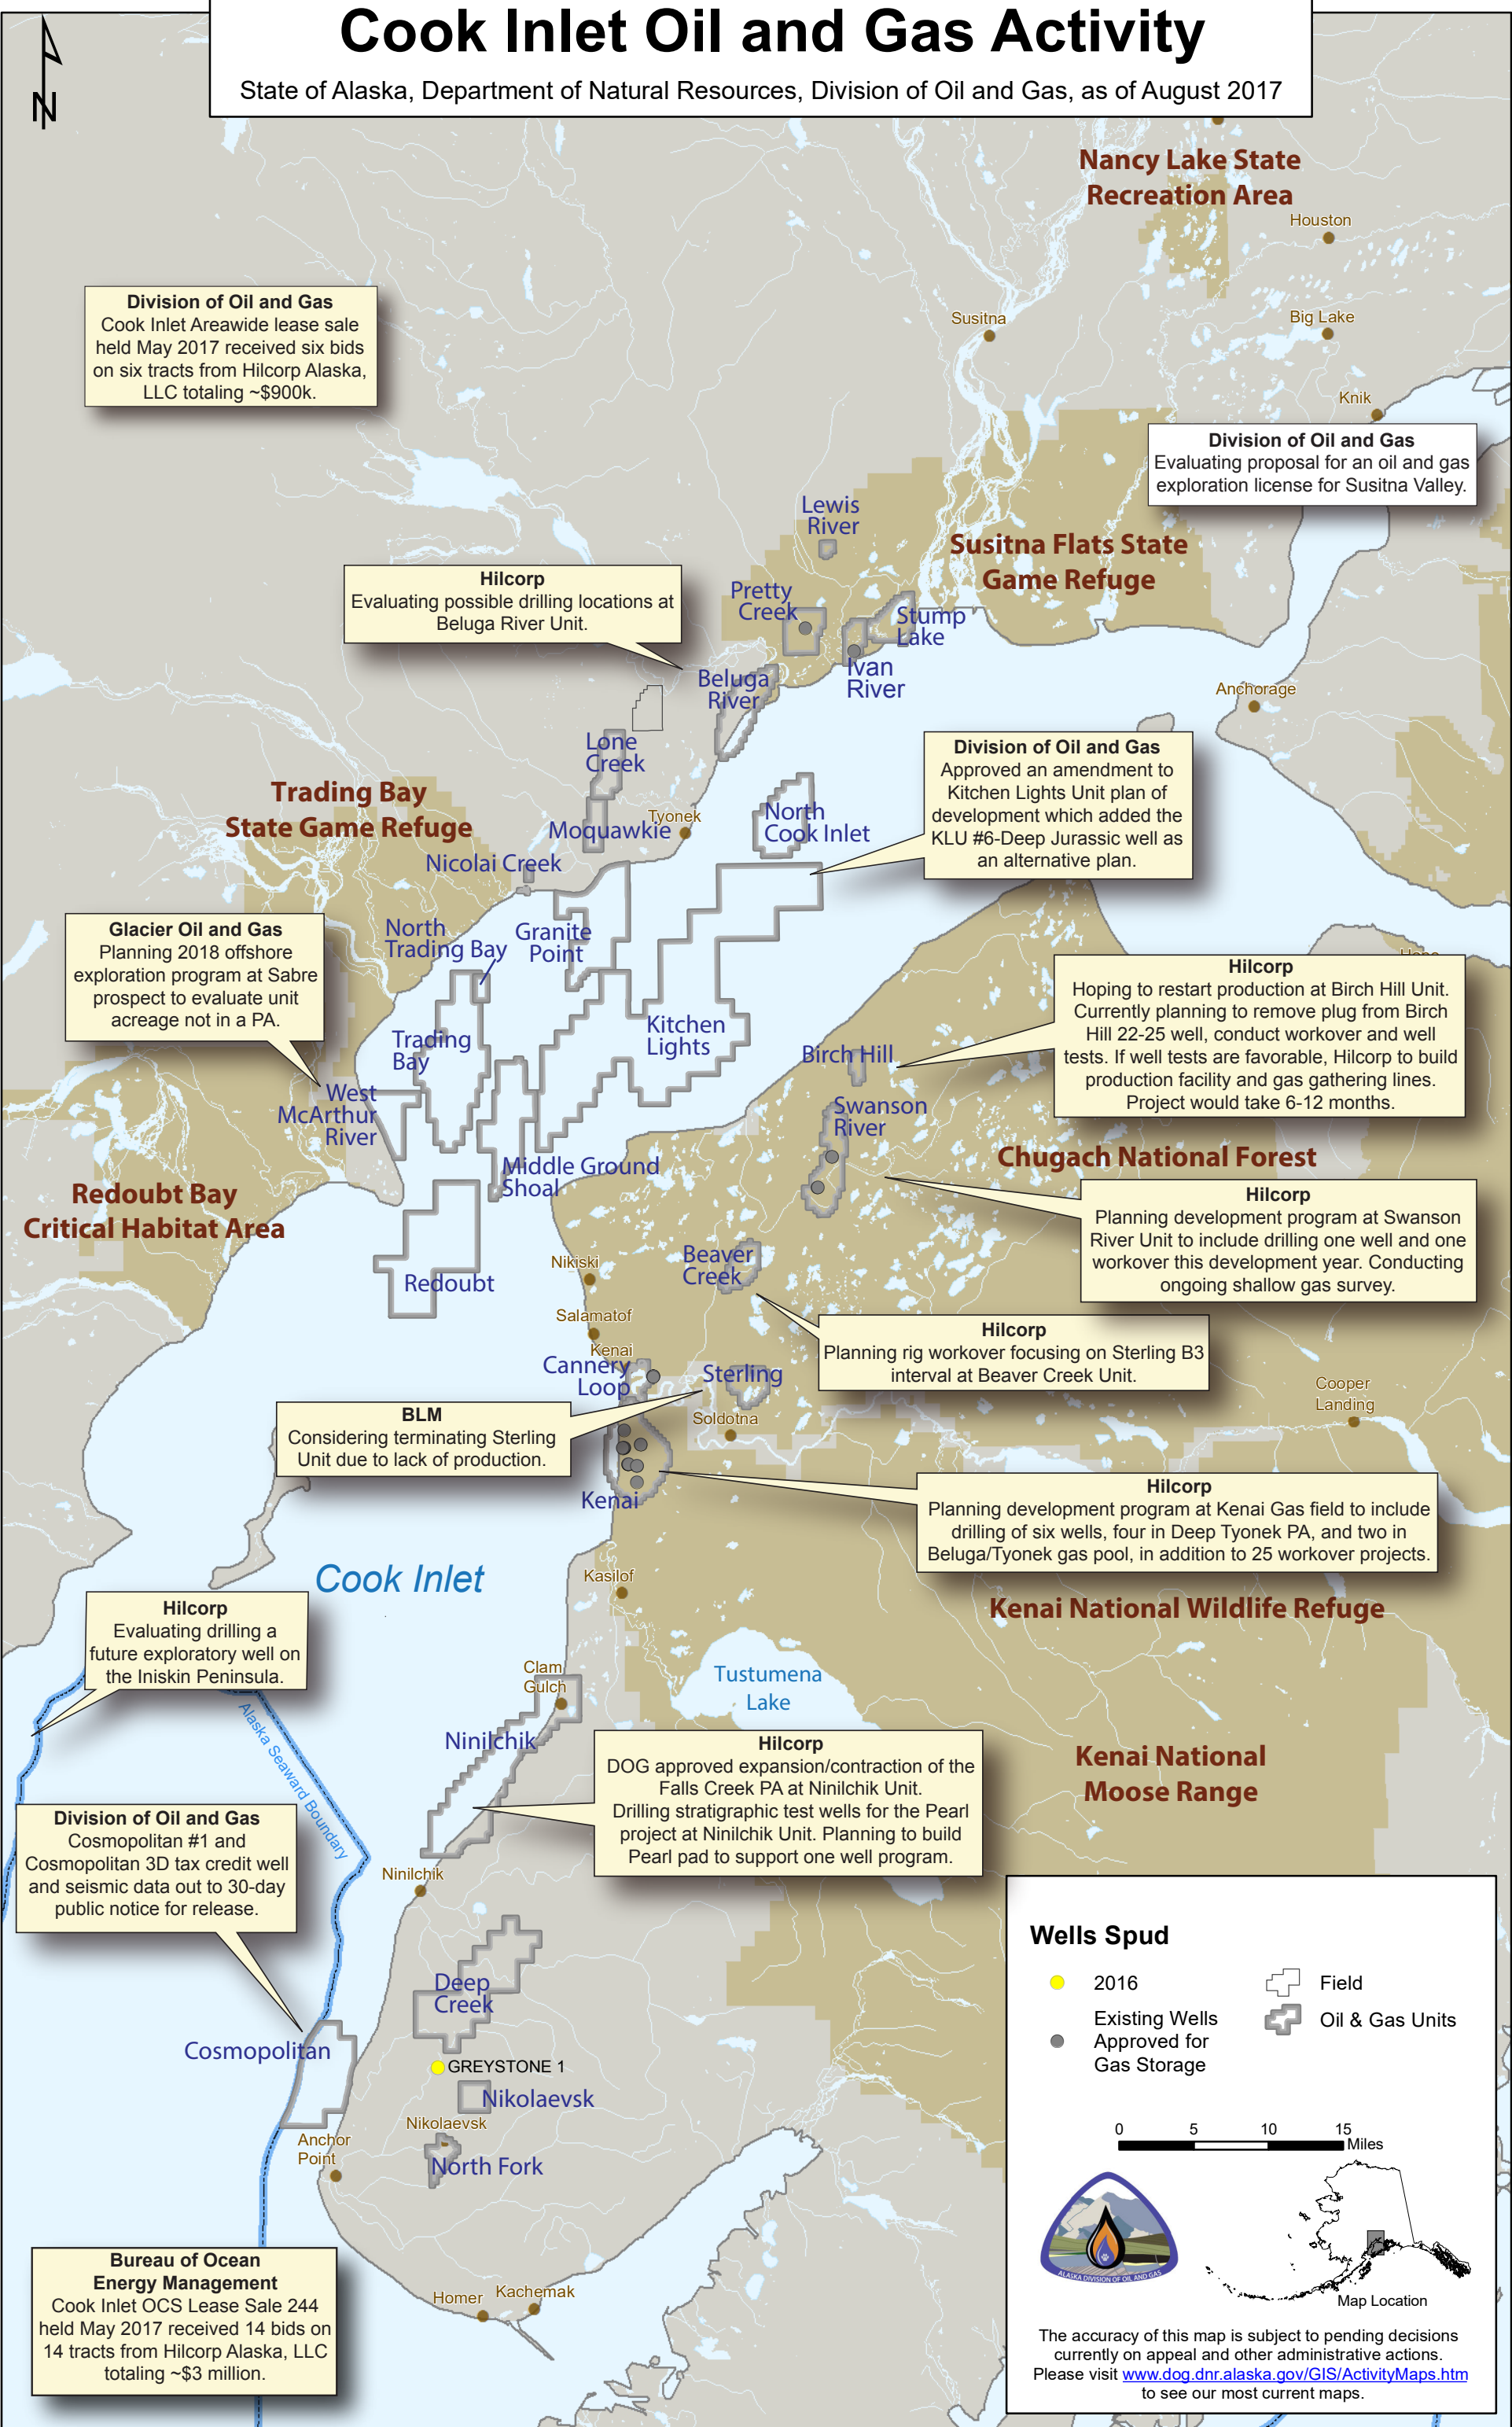 Cook Inlet Oil and Gas Activity
State of Alaska, Department of Natural Resources, Division of Oil and Gas, as of August 2017
N
Nancy Lake State
Recreation Area
Houston
Division of Oil and Gas
Cook Inlet Areawide lease sale
held May 2017 received six bids
on six tracts from Hilcorp Alaska,
LLC totaling ~$900k.
Susitna
Big Lake
Knik
Division of Oil and Gas
Evaluating proposal for an oil and gas
exploration license for Susitna Valley.
Lewis
River
Susitna Flats State
Game Refuge
Hilcorp
Evaluating possible drilling locations at
Beluga River Unit.
Pretty
Creek
Stump
Lake
Ivan
River
Beluga
River
Anchorage
Lone
Creek
Division of Oil and Gas
Approved an amendment to
Kitchen Lights Unit plan of
development which added the
KLU #6-Deep Jurassic well as
an alternative plan.
Trading Bay
State Game Refuge
North
Cook Inlet
Tyonek
Moquawkie
Nicolai Creek
Glacier Oil and Gas
Planning 2018 offshore
exploration program at Sabre
prospect to evaluate unit
acreage not in a PA.
North
Trading Bay
Granite
Point
Hilcorp
Hoping to restart production at Birch Hill Unit.
Currently planning to remove plug from Birch
Hill 22-25 well, conduct workover and well
tests. If well tests are favorable, Hilcorp to build
production facility and gas gathering lines.
Project would take 6-12 months.
Kitchen
Lights
Trading
Bay
Birch Hill
West
McArthur
River
Swanson
River
Middle Ground
Shoal
Chugach National Forest
Redoubt Bay
Critical Habitat Area
Hilcorp
Planning development program at Swanson
River Unit to include drilling one well and one
workover this development year. Conducting
ongoing shallow gas survey.
Beaver
Creek
Nikiski
Redoubt
Salamatof
Hilcorp
Planning rig workover focusing on Sterling B3
interval at Beaver Creek Unit.
Kenai
Cannery
Loop
Sterling
Cooper
Landing
BLM
Considering terminating Sterling
Unit due to lack of production.
Soldotna
Kenai
Hilcorp
Planning development program at Kenai Gas field to include
drilling of six wells, four in Deep Tyonek PA, and two in
Beluga/Tyonek gas pool, in addition to 25 workover projects.
Cook Inlet
Kasilof
Kenai National Wildlife Refuge
Hilcorp
Evaluating drilling a
future exploratory well on
the Iniskin Peninsula.
Clam
Gulch
Tustumena
Lake
Alaska Seaward Boundary
Ninilchik
Hilcorp
DOG approved expansion/contraction of the
Falls Creek PA at Ninilchik Unit.
Drilling stratigraphic test wells for the Pearl
project at Ninilchik Unit. Planning to build
Pearl pad to support one well program.
Kenai National
Moose Range
Division of Oil and Gas
Cosmopolitan #1 and
Cosmopolitan 3D tax credit well
and seismic data out to 30-day
public notice for release.
Ninilchik
Deep
Creek
Cosmopolitan
GREYSTONE 1
Nikolaevsk
Nikolaevsk
Anchor
Point
North Fork
Bureau of Ocean
Energy Management
Cook Inlet OCS Lease Sale 244
held May 2017 received 14 bids on
14 tracts from Hilcorp Alaska, LLC
totaling ~$3 million.
Homer
Kachemak
Wells Spud
2016
Field
Existing Wells
Approved for
Gas Storage
Oil & Gas Units
0 5 10 15
Miles
ALASKA DIVISION OF OIL AND GAS
Map Location
The accuracy of this map is subject to pending decisions
currently on appeal and other administrative actions.
Please visit www.dog.dnr.alaska.gov/GIS/ActivityMaps.htm
to see our most current maps.